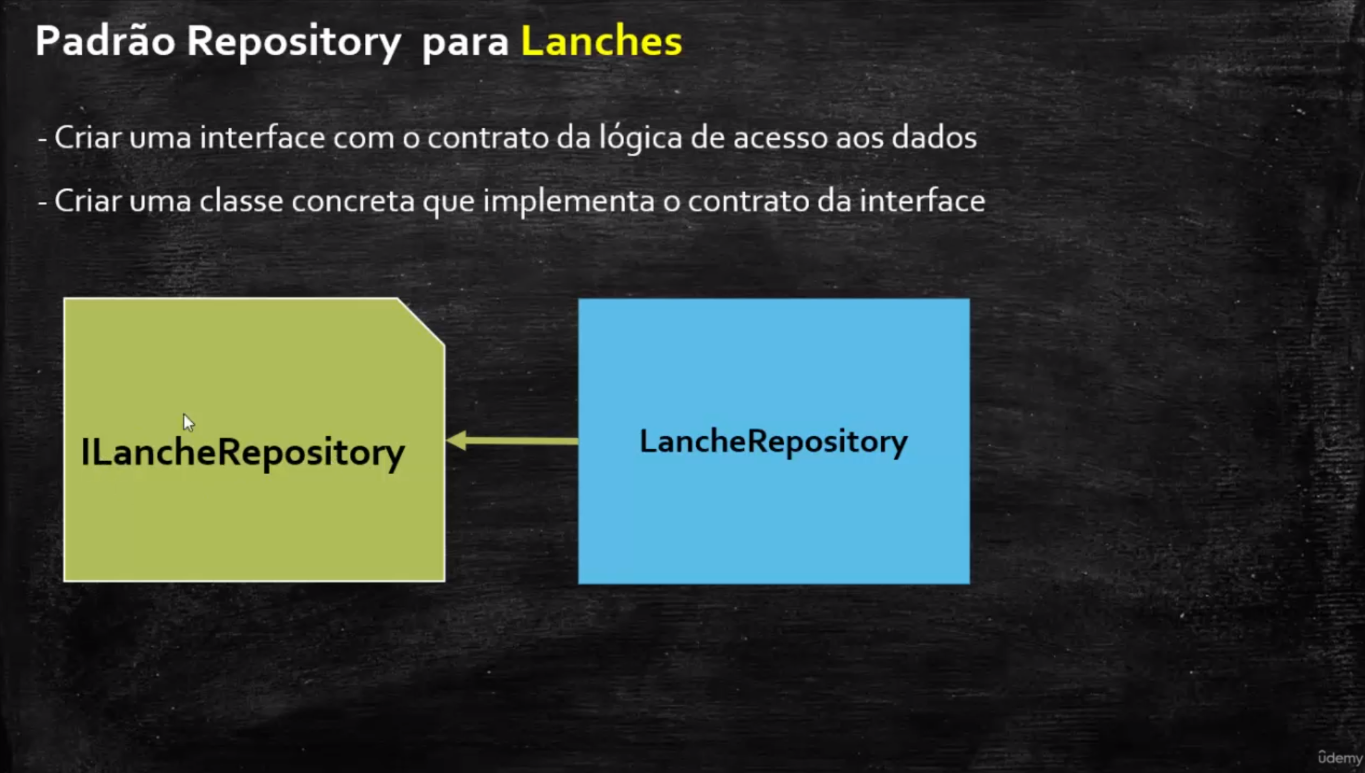 Padrão Repository para Lanches
- Criar uma interface com o contrato da lógica de acesso aos dados
- Criar uma classe concreta que implementa o contrato da interface
ILancheRepository
LancheRepository
ûdemy